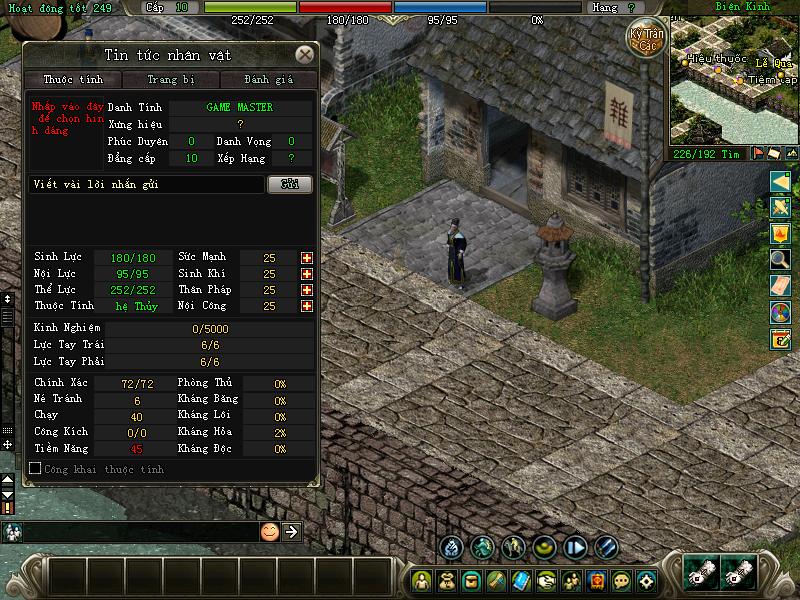 Hoạt động tốt 249
Cấp 10
252/252
180/180
95/95
0%
Hạng ?
Biện Kinh
Kỳ Trân Các
Hiệu thuốc
Lễ Quan
Tiệm tạp
226/192 Tìm
雜
Tin tức nhân vật
Thuộc tính
Trang bị
Đánh giá
Nhấp vào đây để chọn hình dáng
Danh Tính GAME MASTER
Xưng hiệu ?
Phúc Duyên 0 Danh Vọng 0
Đẳng cấp 10 Xếp Hạng ?
Viết vài lời nhắn gửi
Gửi
Sinh Lực 180/180 Sức Mạnh 25
Nội Lực 95/95 Sinh Khí 25
Thể Lực 252/252 Thân Pháp 25
Thuộc Tính hệ Thủy Nội Công 25
Kinh Nghiệm 0/5000
Lực Tay Trái 6/6
Lực Tay Phải 6/6
Chính Xác 72/72 Phòng Thủ 0%
Né Tránh 6 Kháng Băng 0%
Chạy 40 Kháng Lôi 0%
Công Kích 0/0 Kháng Hỏa 2%
Tiềm Năng 45 Kháng Độc 0%
Công khai thuộc tính